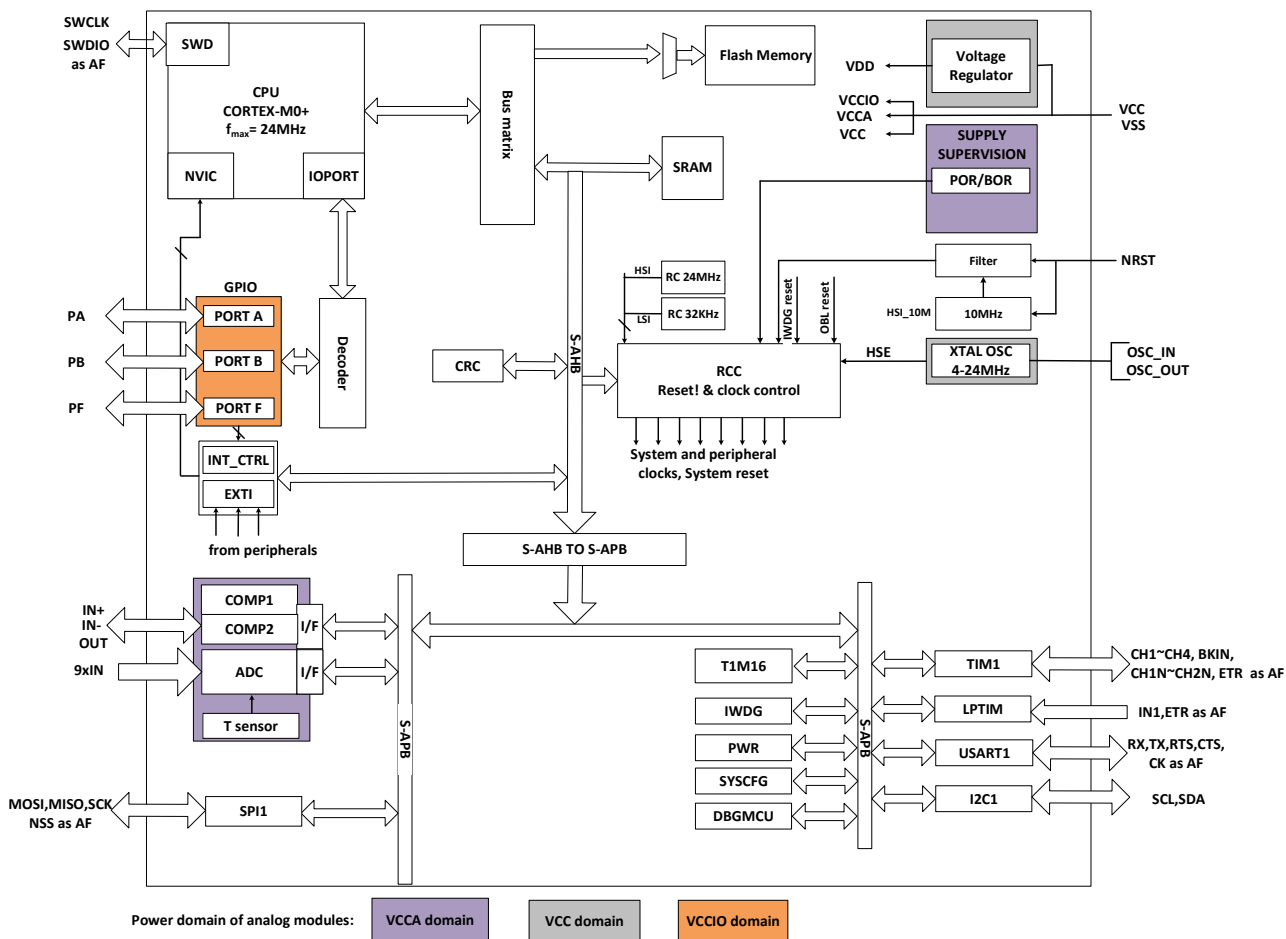 SWCLK
SWDIO
as AF
SWD
CPU
CORTEX-M0+
fmax= 24MHz
NVIC
IOPORT
Bus matrix
Flash Memory
SRAM
Voltage
Regulator
VDD
VCCIO
VCCA
VCC
VCC
VSS
SUPPLY
SUPERVISION
POR/BOR
Filter
NRST
HSI_10M
10MHz
HSI
RC 24MHz
LSI
RC 32KHz
IWDG reset
OBL reset
HSE
XTAL OSC
4-24MHz
OSC_IN
OSC_OUT
RCC
Reset! & clock control
System and peripheral
clocks, System reset
GPIO
PA
PORT A
PB
PORT B
PF
PORT F
Decoder
CRC
S-AHB
INT_CTRL
EXTI
from peripherals
S-AHB TO S-APB
IN+
IN-
OUT
COMP1
COMP2
I/F
9xIN
ADC
I/F
T sensor
S-APB
MOSI,MISO,SCK
NSS as AF
SPI1
T1M16
IWDG
PWR
SYSCFG
DBGMCU
S-APB
TIM1
CH1~CH4, BKIN,
CH1N~CH2N, ETR as AF
LPTIM
IN1,ETR as AF
USART1
RX,TX,RTS,CTS,
CK as AF
I2C1
SCL,SDA
Power domain of analog modules:
VCCA domain
VCC domain
VCCIO domain